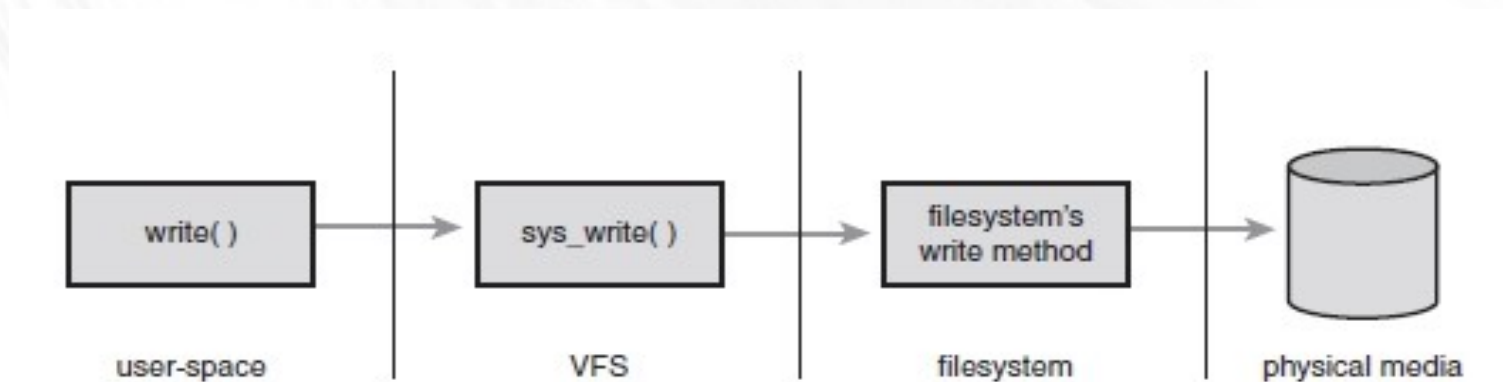 write( )
sys_write( )
filesystem's
write method
user-space
VFS
filesystem
physical media